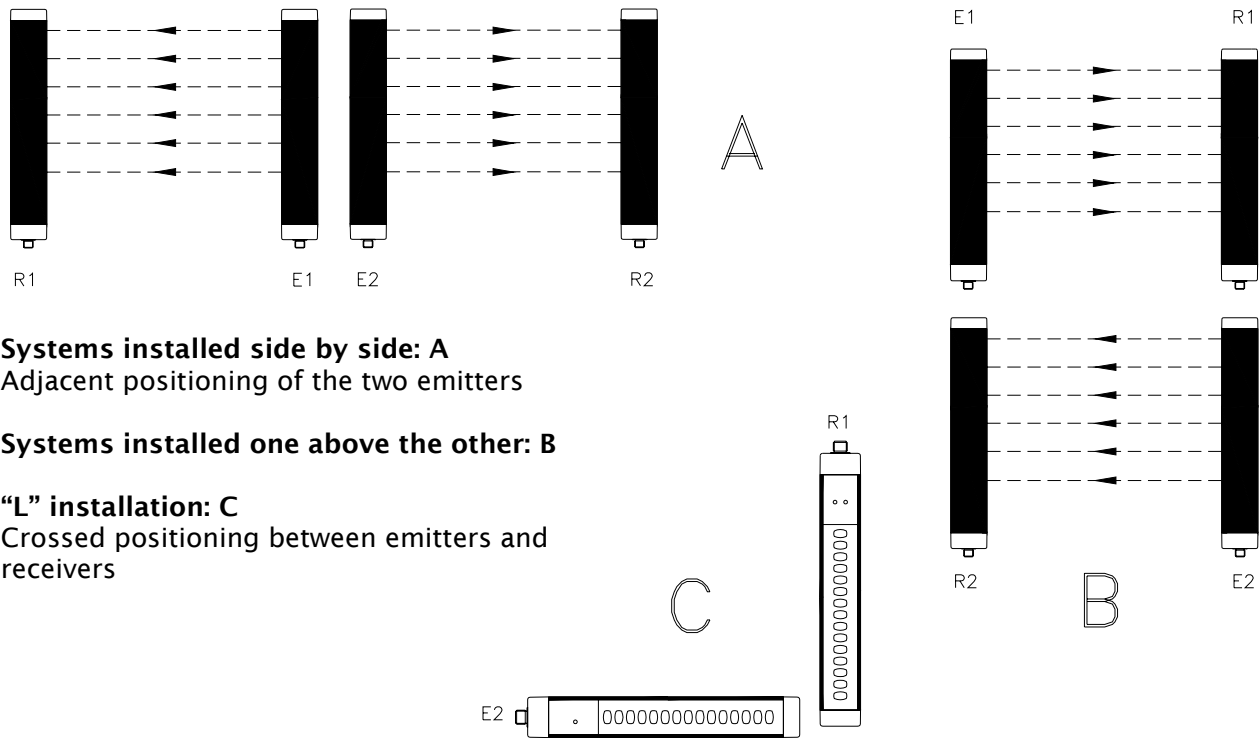 E1 R1
A
R1 E1 E2 R2
Systems installed side by side: A
Adjacent positioning of the two emitters
Systems installed one above the other: B
“L” installation: C
Crossed positioning between emitters and
receivers
R1
R2 E2
B
C
E2